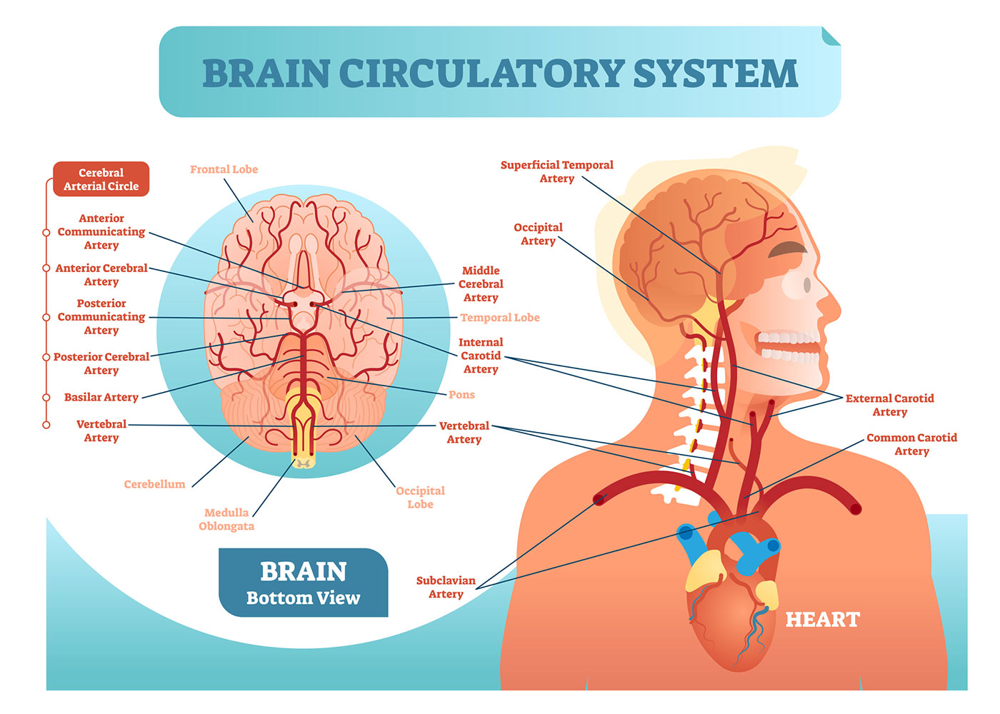 BRAIN CIRCULATORY SYSTEM
Cerebral
Arterial Circle
Anterior
Communicating
Artery
Anterior Cerebral
Artery
Posterior
Communicating
Artery
Posterior Cerebral
Artery
Basilar Artery
Vertebral
Artery
Frontal Lobe
Middle
Cerebral
Artery
Temporal Lobe
Internal
Carotid
Artery
Pons
Vertebral
Artery
Cerebellum
Medulla
Oblongata
Occipital
Lobe
BRAIN
Bottom View
Superficial Temporal
Artery
Occipital
Artery
External Carotid
Artery
Common Carotid
Artery
Subclavian
Artery
HEART